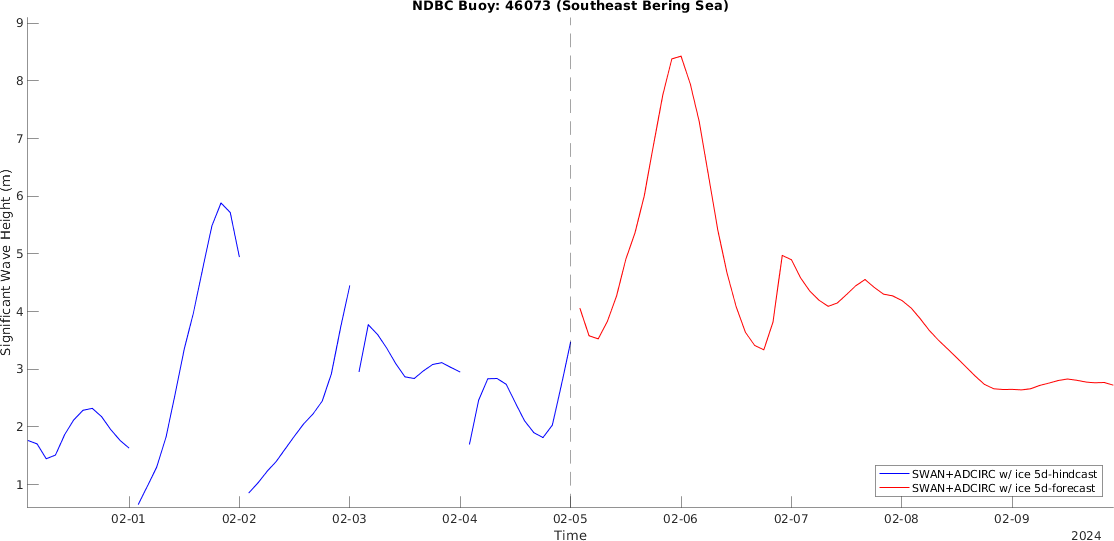 NDBC Buoy: 46073 (Southeast Bering Sea)
9
8
7
6
5
4
3
2
1
Significant Wave Height (m)
SWAN+ADCIRC w/ ice 5d-hindcast
SWAN+ADCIRC w/ ice 5d-forecast
02-01 02-02 02-03 02-04 02-05 02-06 02-07 02-08 02-09
Time
2024